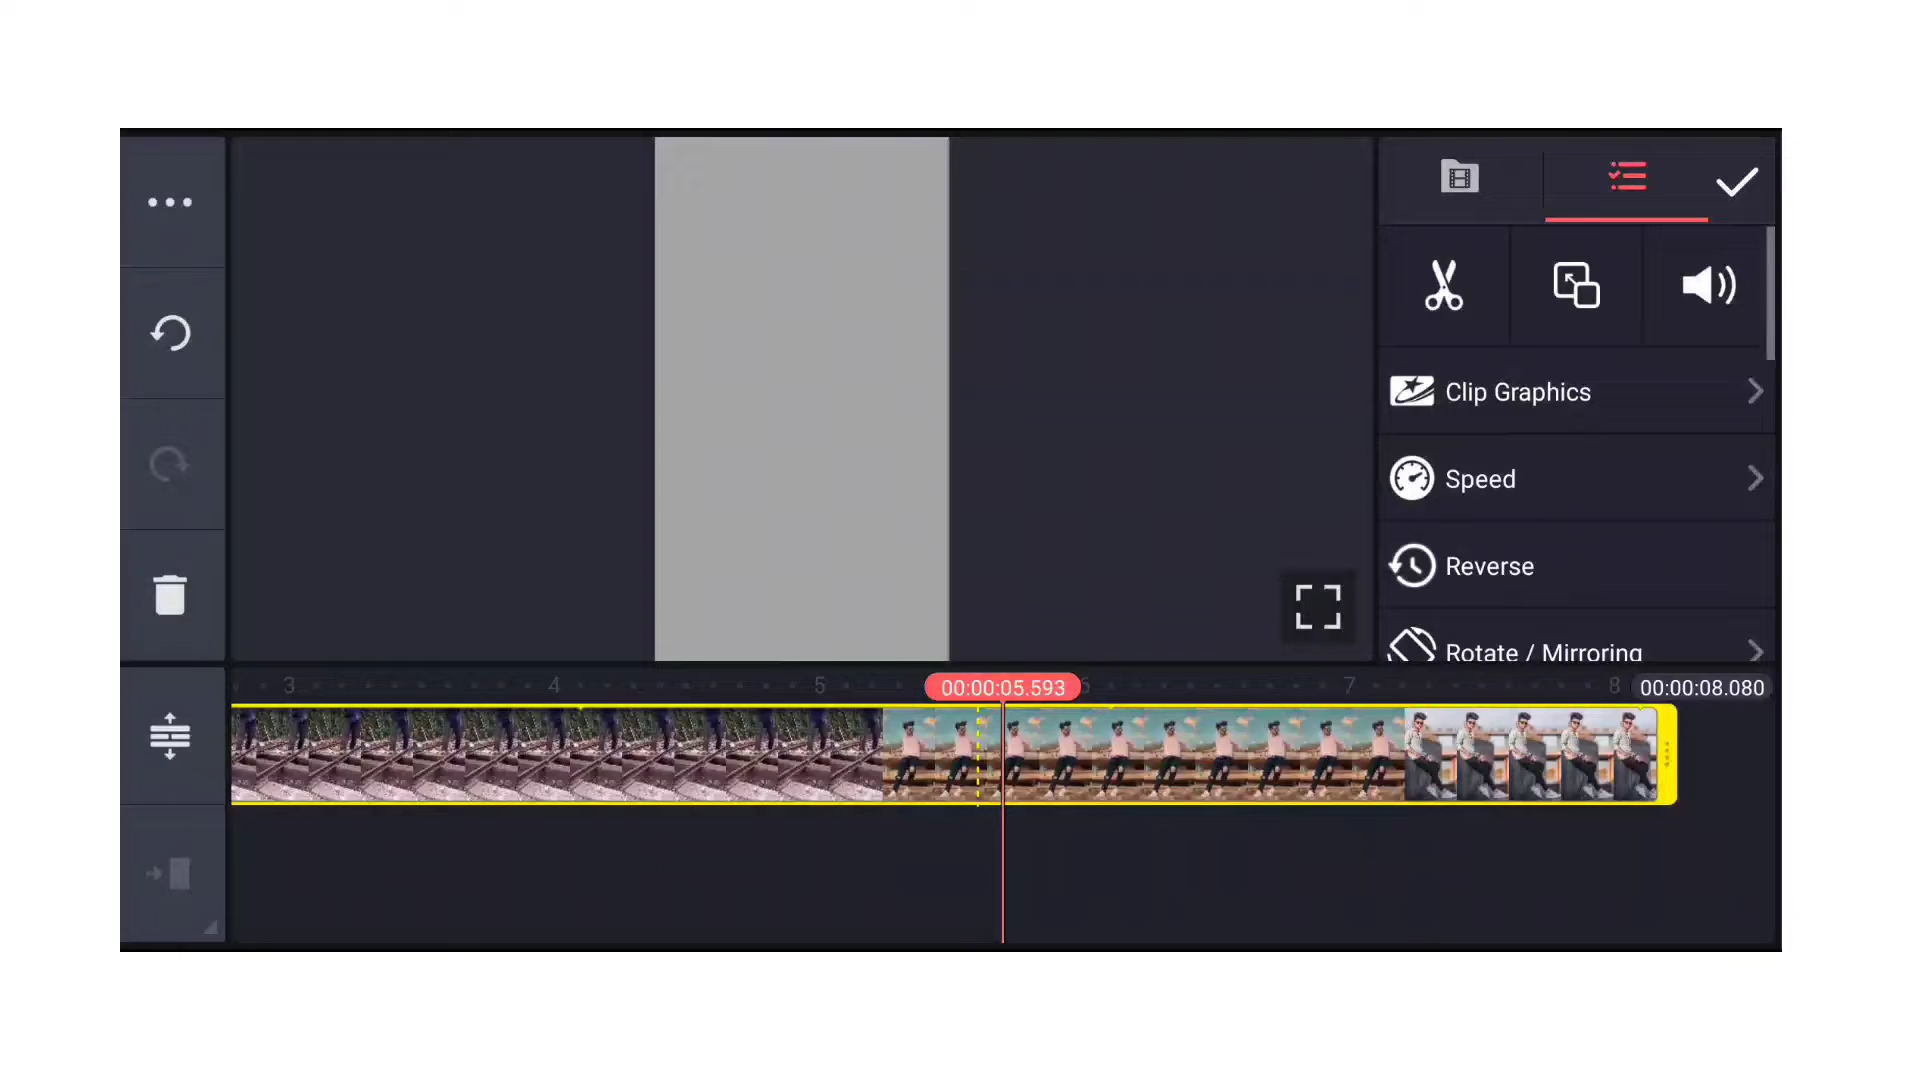 Clip Graphics
Speed
Reverse
Rotate / Mirroring
3 4 5 00:00:05.593 6 7 8 00:00:08.080